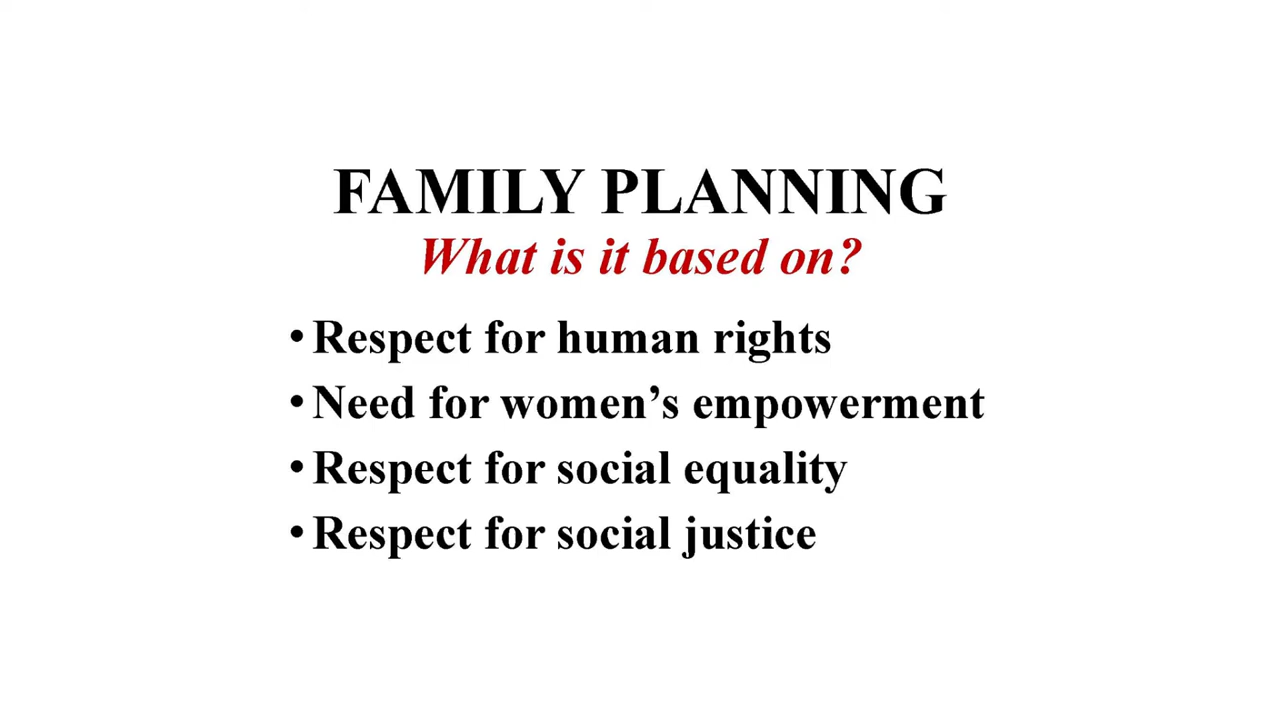 FAMILY PLANNING
What is it based on?
• Respect for human rights
• Need for women’s empowerment
• Respect for social equality
• Respect for social justice